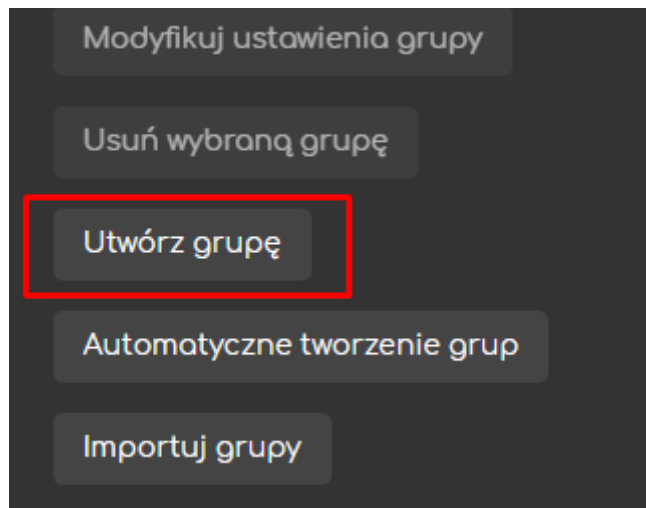 Modyfikuj ustawienia grupy
Usuń wybraną grupę
Utwórz grupę
Automatyczne tworzenie grup
Importuj grupy